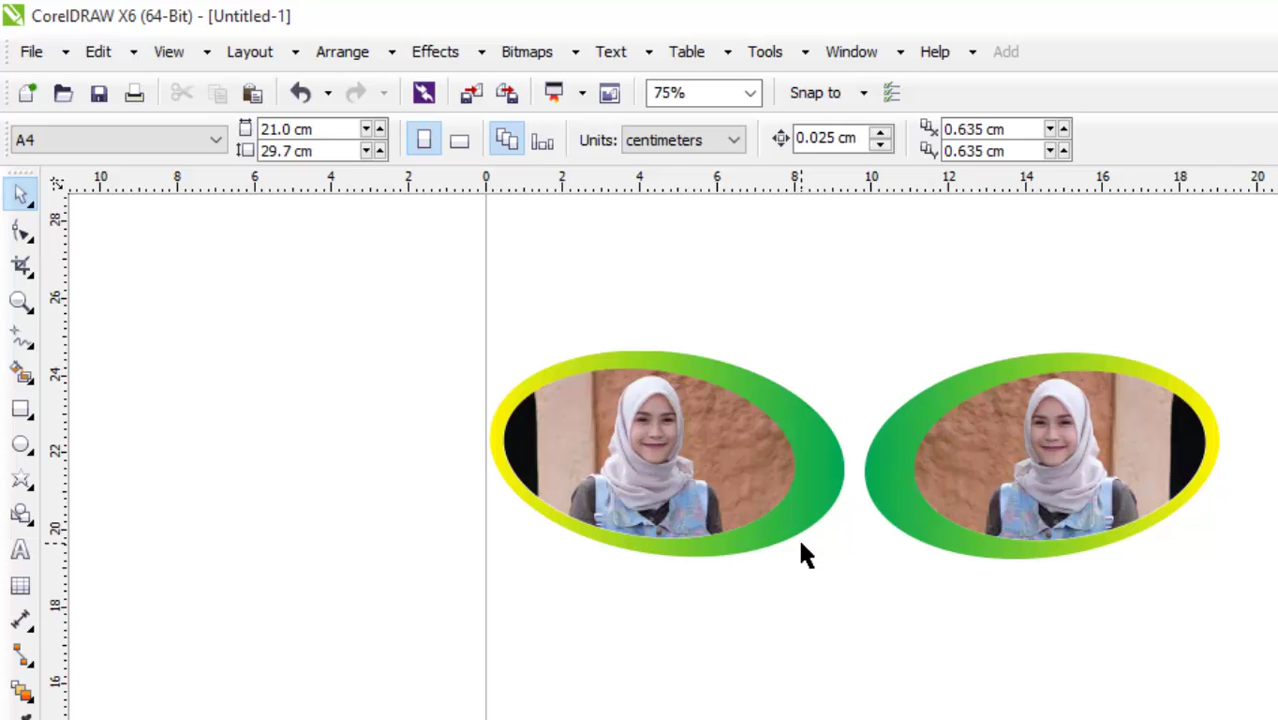 CorelDRAW X6 (64-Bit) - [Untitled-1]
File Edit View Layout Arrange Effects Bitmaps Text Table Tools Window Help Add
75% Snap to
A4 21.0 cm 29.7 cm Units: centimeters 0.025 cm 0.635 cm 0.635 cm
10 8 6 4 2 0 2 4 6 8 10 12 14 16 18 20
28
26
24
22
20
18
16